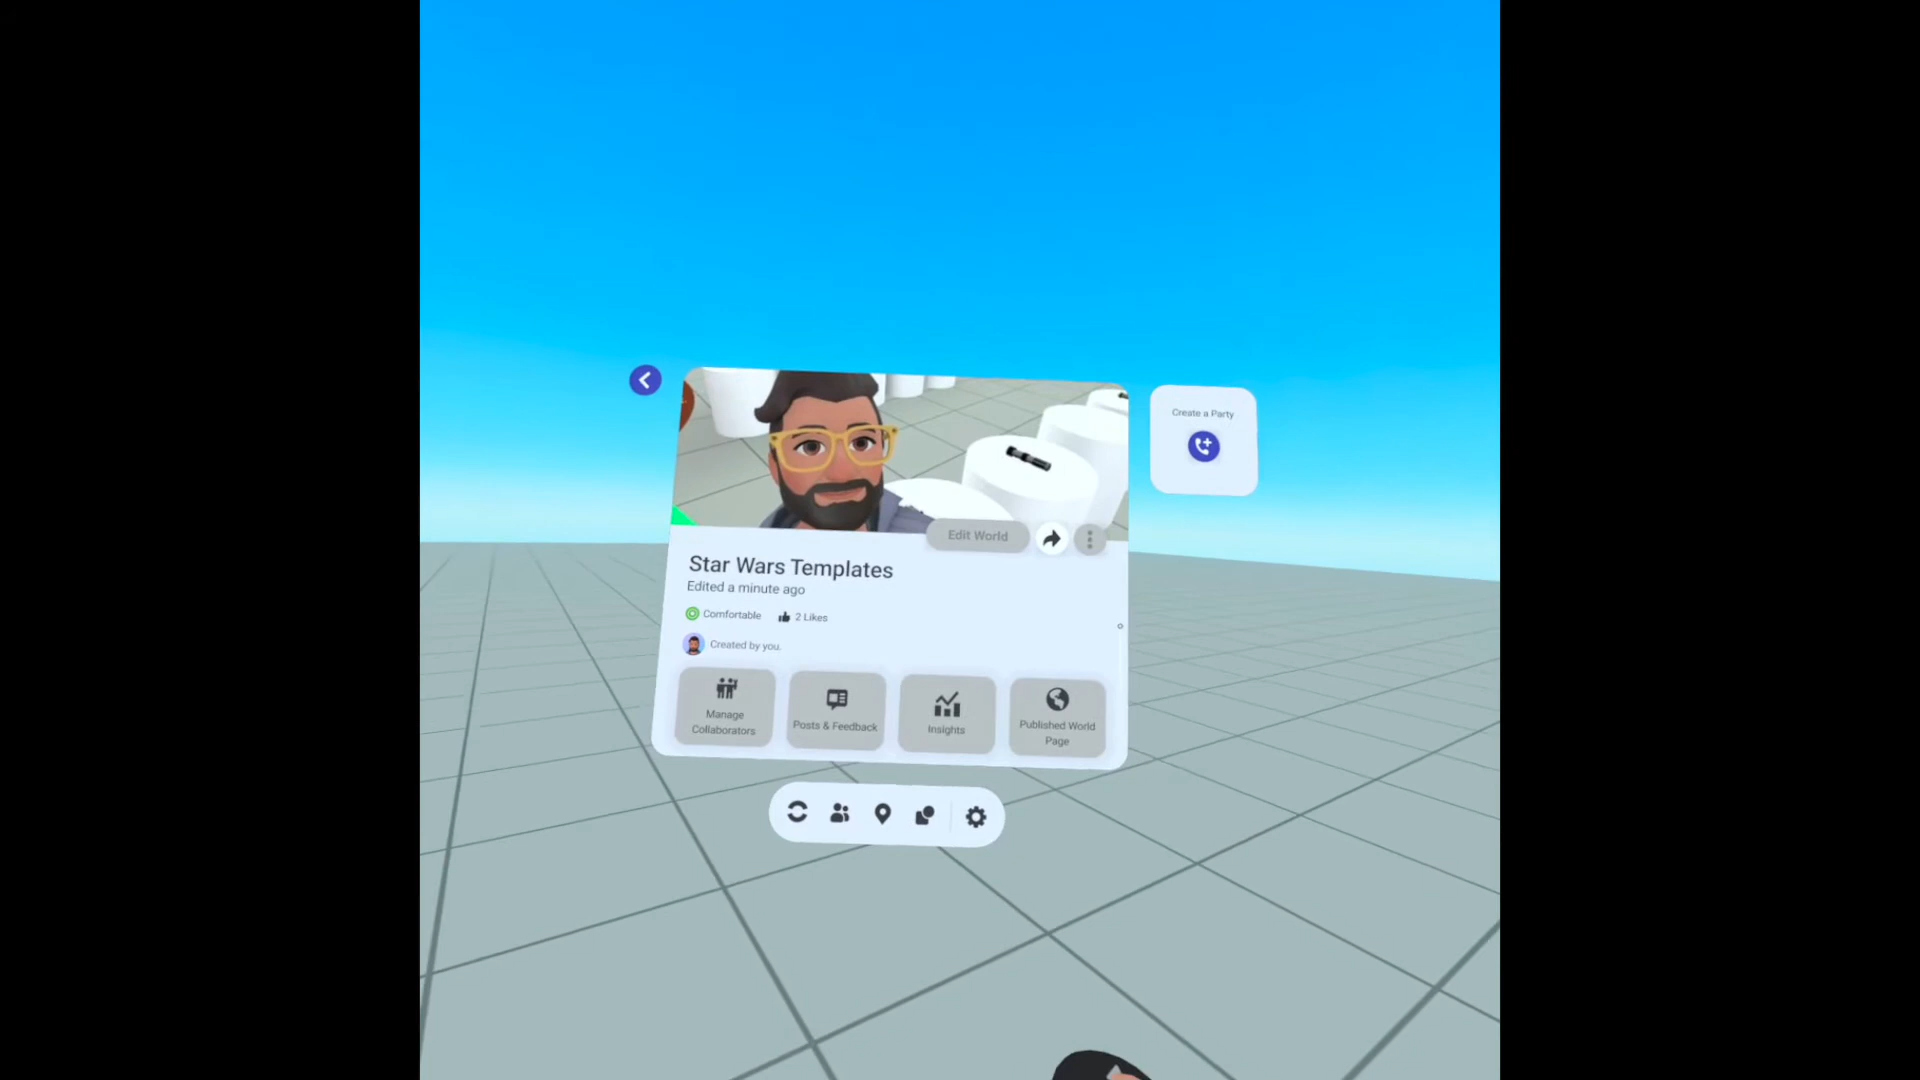 Create a Party
Edit World
Star Wars Templates
Edited a minute ago
Comfortable
2 Likes
Created by you.
Manage
Collaborators
Posts & Feedback
Insights
Published World
Page